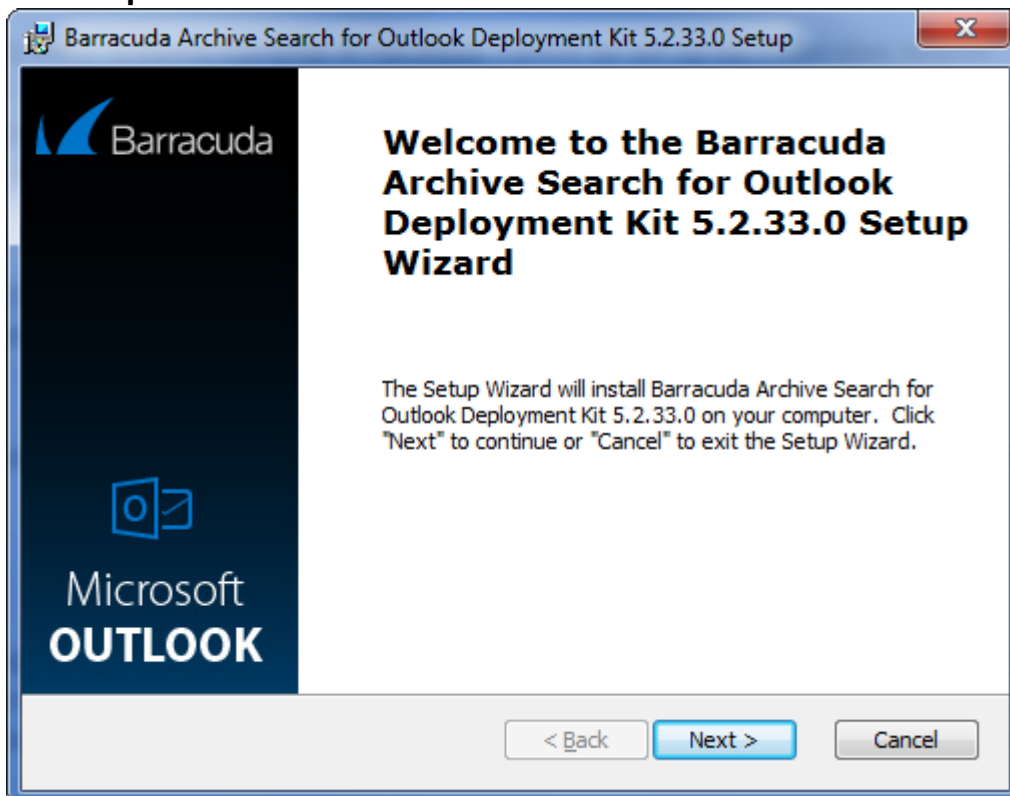 Barracuda Archive Search for Outlook Deployment Kit 5.2.33.0 Setup
Barracuda
Welcome to the Barracuda
Archive Search for Outlook
Deployment Kit 5.2.33.0 Setup
Wizard
The Setup Wizard will install Barracuda Archive Search for
Outlook Deployment Kit 5.2.33.0 on your computer. Click
"Next" to continue or "Cancel" to exit the Setup Wizard.
Microsoft
OUTLOOK
< Back
Next >
Cancel